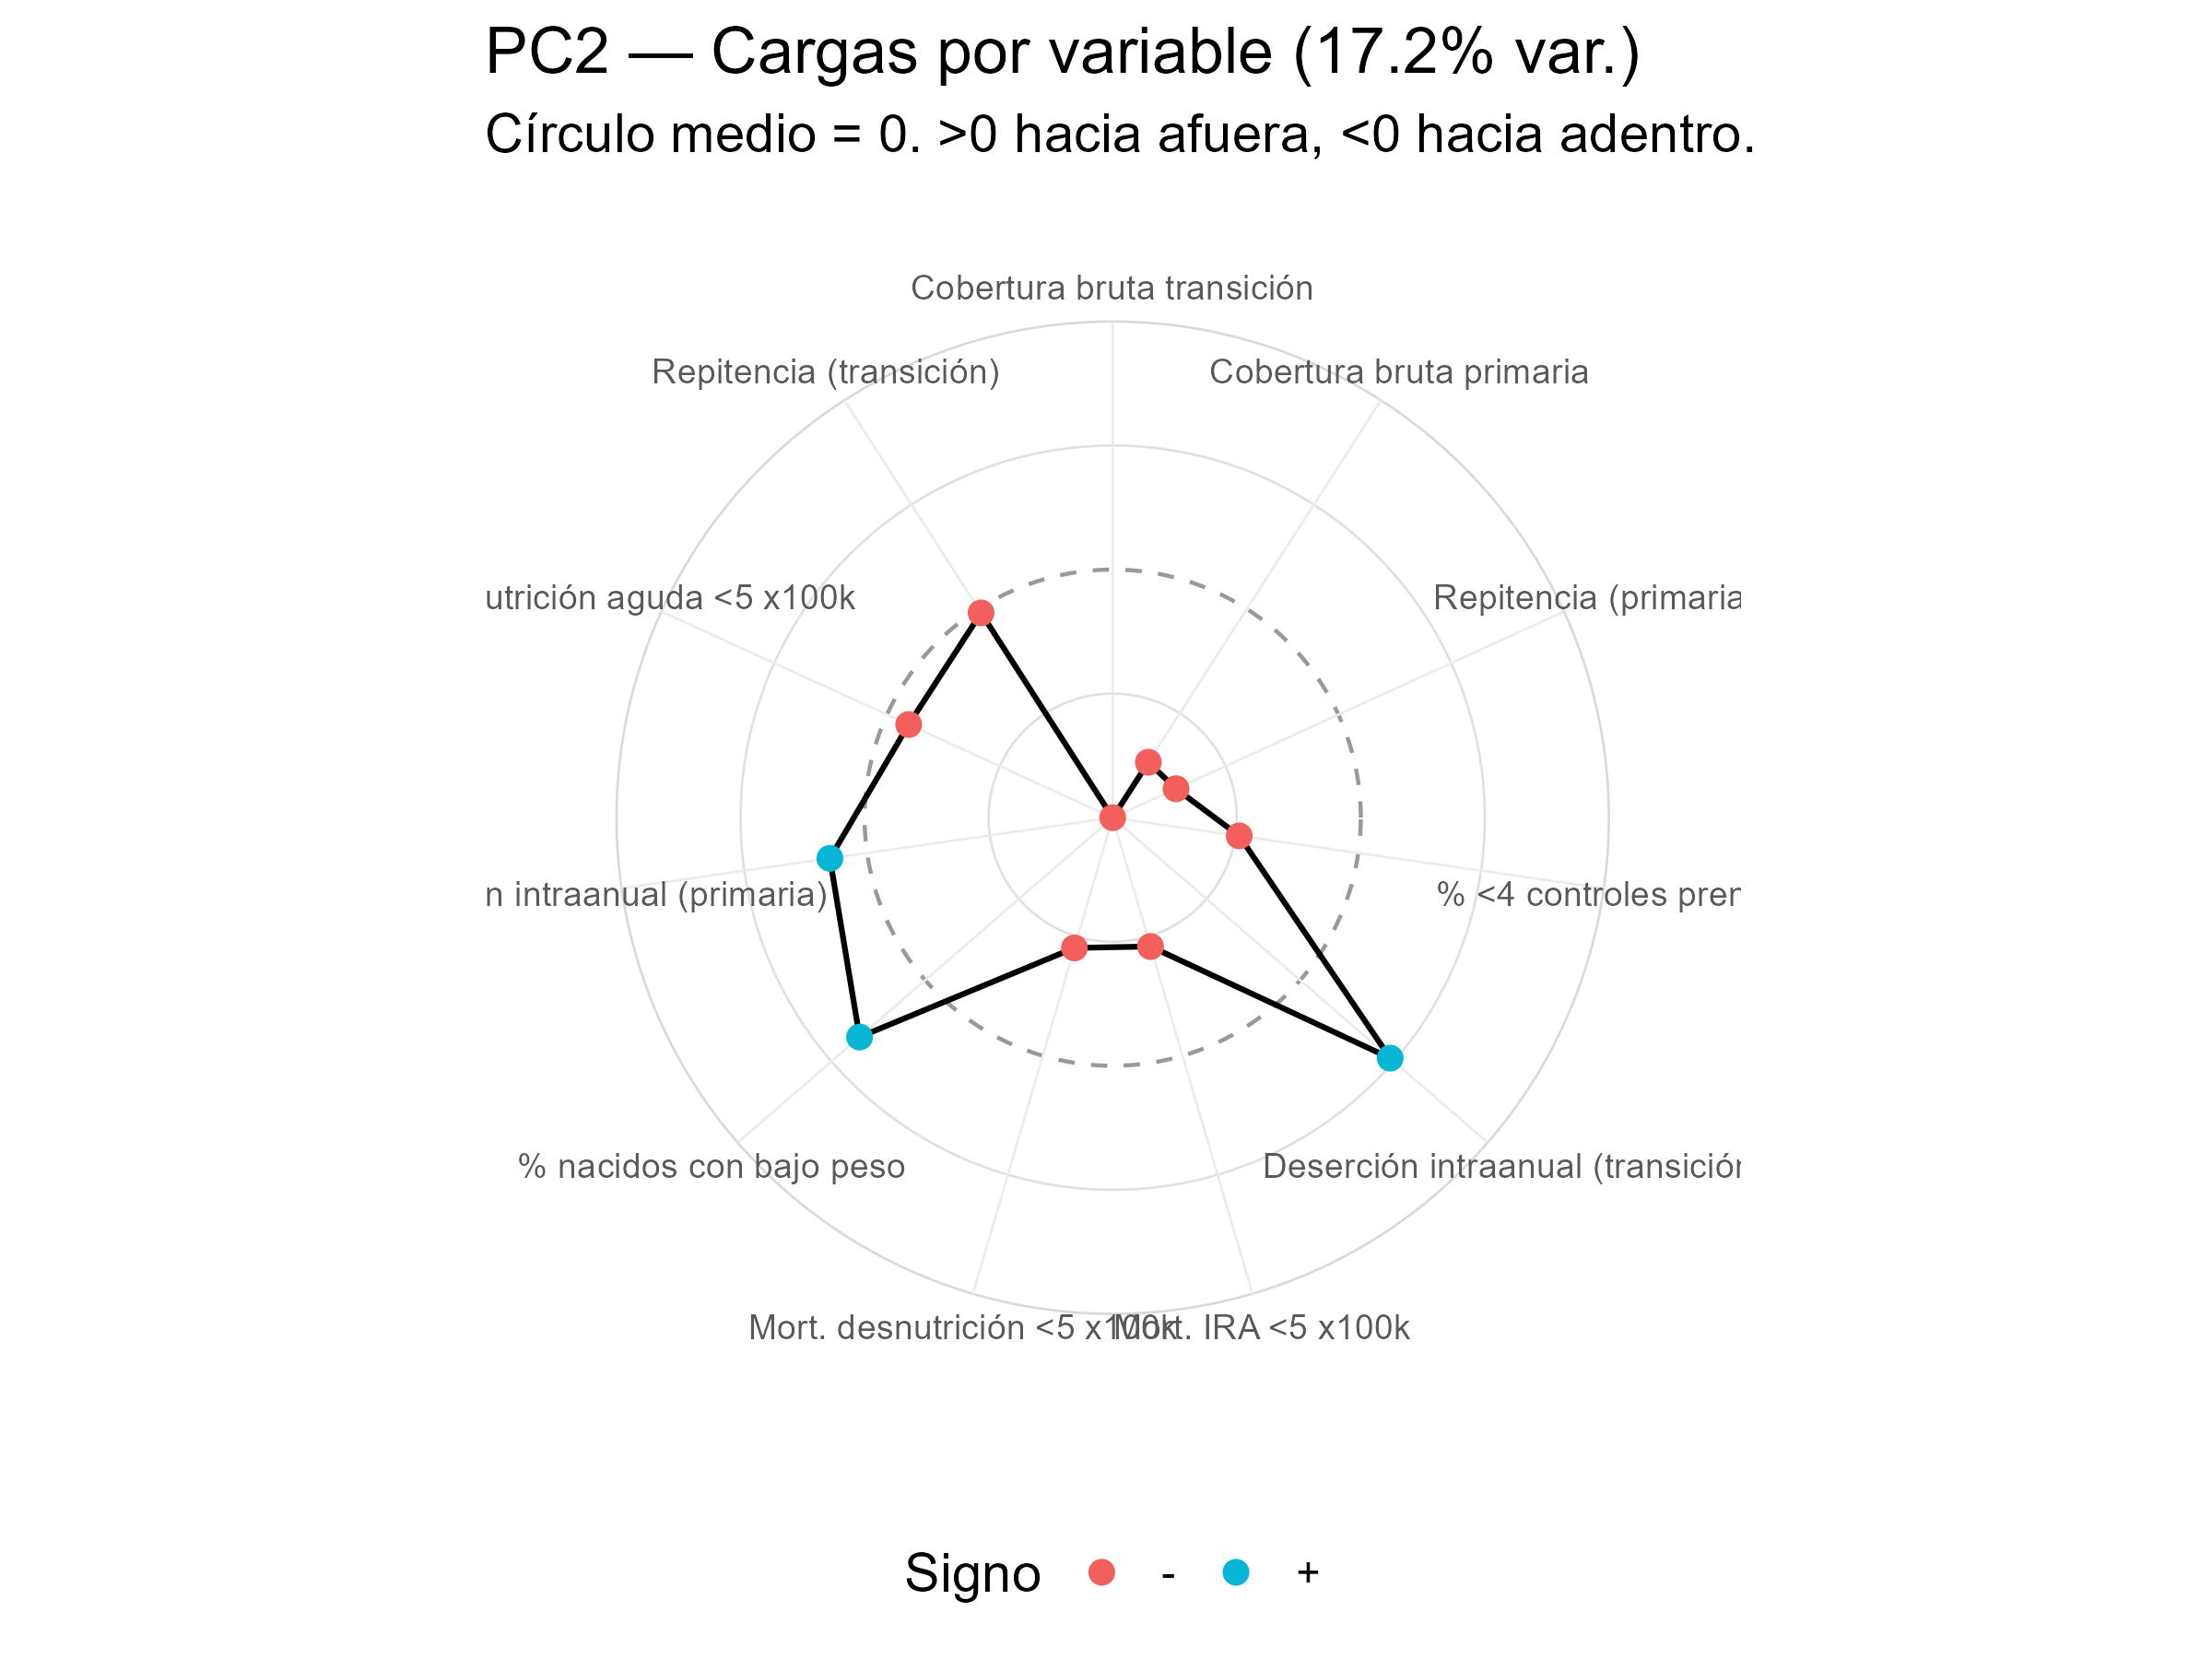 PC2 — Cargas por variable (17.2% var.)
Círculo medio = 0. >0 hacia afuera, <0 hacia adentro.
Cobertura bruta transición
Repitencia (transición)
Cobertura bruta primaria
utrición aguda <5 x100k
Repitencia (primaria
n intraanual (primaria)
% <4 controles pren
% nacidos con bajo peso
Deserción intraanual (transición
Mort. desnutrición <5 x100k
Mort. IRA <5 x100k
Signo - +